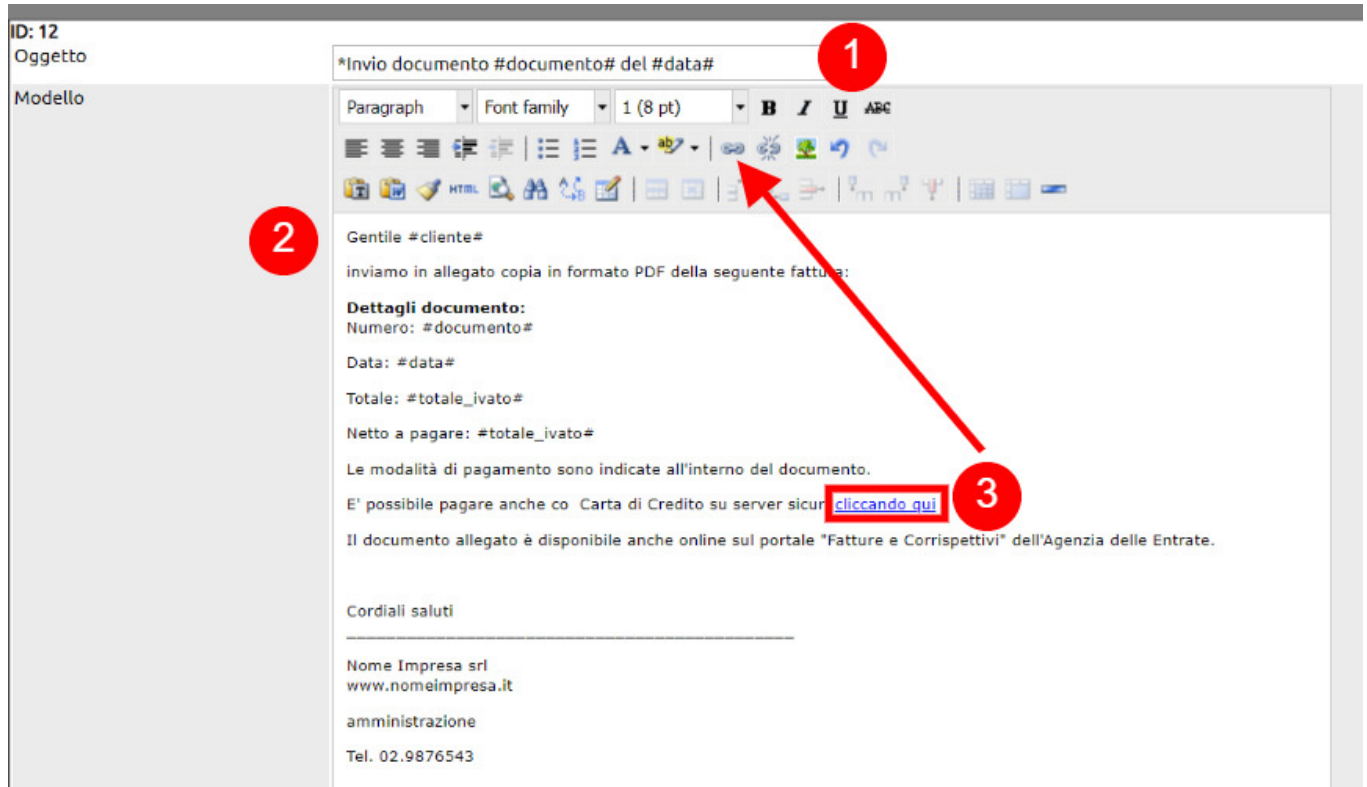 ID: 12
Oggetto
*Invio documento #documento# del #data#
1
Modello
Paragraph Font family 1 (8 pt) B I U ABC
HTML
2
Gentile #cliente#
inviamo in allegato copia in formato PDF della seguente fattura:
Dettagli documento:
Numero: #documento#
Data: #data#
Totale: #totale_ivato#
Netto a pagare: #totale_ivato#
Le modalità di pagamento sono indicate all'interno del documento.
E' possibile pagare anche co Carta di Credito su server sicur cliccando qui
3
Il documento allegato è disponibile anche online sul portale "Fatture e Corrispettivi" dell'Agenzia delle Entrate.
Cordiali saluti
Nome Impresa srl
www.nomeimpresa.it
amministrazione
Tel. 02.9876543